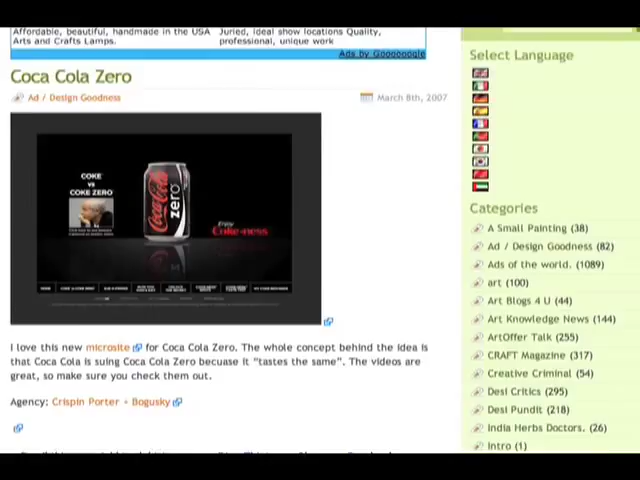 Affordable, beautiful, handmade in the USA
Arts and Crafts Lamps.
Juried, ideal show locations Quality,
professional, unique work
Ads by Goooooogle
Coca Cola Zero
Ad / Design Goodness
March 8th, 2007
COKE
vs
COKE ZERO
Coca-Cola
zero
Enjoy
Coke-ness
I love this new microsite for Coca Cola Zero. The whole concept behind the idea is
that Coca Cola is suing Coca Cola Zero becuase it "tastes the same". The videos are
great, so make sure you check them out.
Agency: Crispin Porter + Bogusky
Select Language
Categories
A Small Painting (38)
Ad / Design Goodness (82)
Ads of the world. (1089)
art (100)
Art Blogs 4 U (44)
Art Knowledge News (144)
ArtOffer Talk (255)
CRAFT Magazine (317)
Creative Criminal (54)
Desi Critics (295)
Desi Pundit (218)
India Herbs Doctors. (26)
Intro (1)